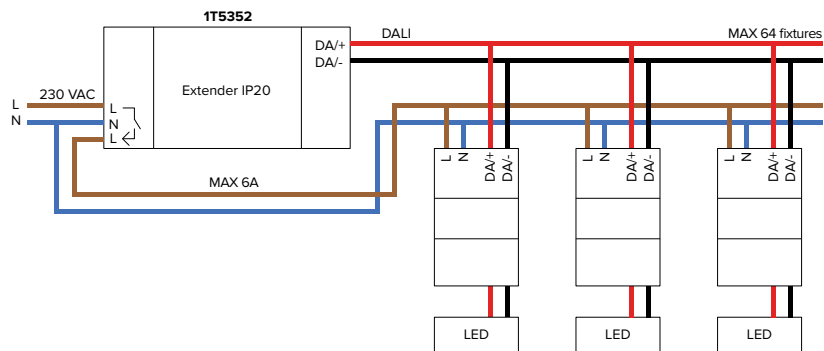 1T5352
DA/+
DALI
MAX 64 fixtures
DA/-
Extender IP20
230 VAC
L
N
L
N
L
MAX 6A
L
N
DA/+
DA/-
L
N
DA/+
DA/-
L
N
DA/+
DA/-
LED
LED
LED